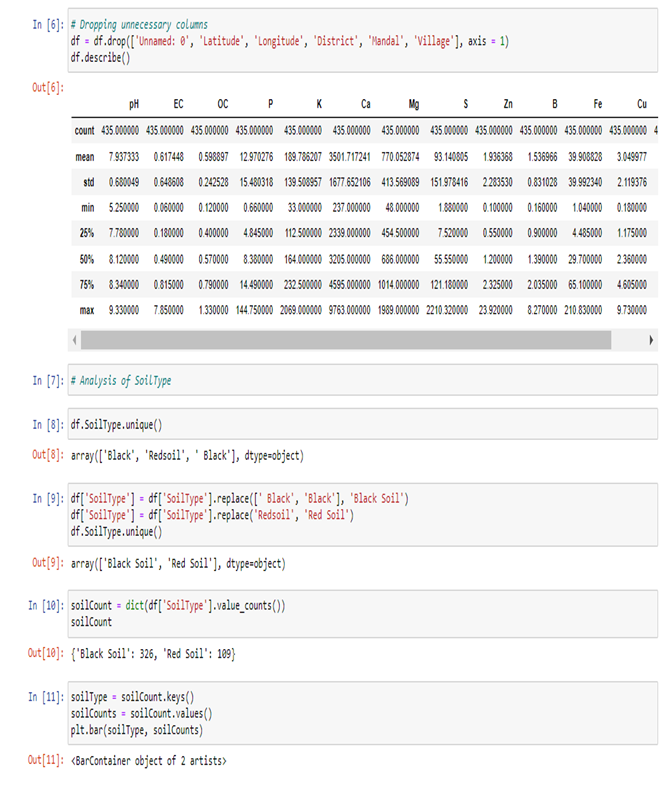 In [6]: # Dropping unnecessary columns
df = df.drop(['Unnamed: 0', 'Latitude', 'Longitude', 'District', 'Mandal', 'Village'], axis = 1)
df.describe()
Out[6]:
pH EC OC P K Ca Mg S Zn B Fe Cu
count 435.000000 435.000000 435.000000 435.000000 435.000000 435.000000 435.000000 435.000000 435.000000 435.000000 435.000000 435.000000 4
mean 7.937333 0.617448 0.598897 12.970276 189.786207 3501.717241 770.052874 93.140805 1.936368 1.536966 39.908828 3.049977
std 0.680049 0.648608 0.242528 15.480318 139.508957 1677.652106 413.569089 151.978416 2.283530 0.831028 39.992340 2.119376
min 5.250000 0.060000 0.120000 0.660000 33.000000 237.000000 48.000000 1.880000 0.100000 0.160000 1.040000 0.180000
25% 7.780000 0.180000 0.400000 4.845000 112.500000 2339.000000 454.500000 7.520000 0.550000 0.900000 4.485000 1.175000
50% 8.120000 0.490000 0.570000 8.380000 164.000000 3205.000000 686.000000 55.550000 1.200000 1.390000 29.700000 2.360000
75% 8.340000 0.815000 0.790000 14.490000 232.500000 4595.000000 1014.000000 121.180000 2.325000 2.035000 65.100000 4.605000
max 9.330000 7.850000 1.330000 144.750000 2069.000000 9763.000000 1989.000000 2210.320000 23.920000 8.270000 210.830000 9.730000
In [7]: # Analysis of SoilType
In [8]: df.SoilType.unique()
Out[8]: array(['Black', 'Redsoil', ' Black'], dtype=object)
In [9]: df['SoilType'] = df['SoilType'].replace([' Black', 'Black'], 'Black Soil')
df['SoilType'] = df['SoilType'].replace('Redsoil', 'Red Soil')
df.SoilType.unique()
Out[9]: array(['Black Soil', 'Red Soil'], dtype=object)
In [10]: soilCount = dict(df['SoilType'].value_counts())
soilCount
Out[10]: {'Black Soil': 326, 'Red Soil': 109}
In [11]: soilType = soilCount.keys()
soilCounts = soilCount.values()
plt.bar(soilType, soilCounts)
Out[11]: <BarContainer object of 2 artists>